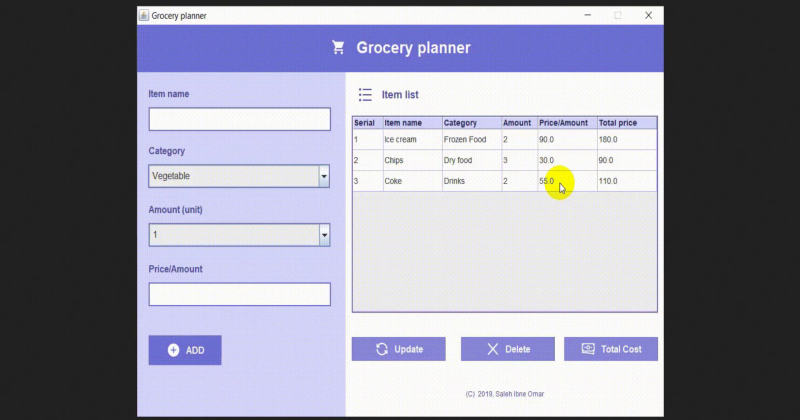 Grocery planner
Grocery planner
Item name
Category
Vegetable
Amount (unit)
1
Price/Amount
ADD
Item list
Serial Item name Category Amount Price/Amount Total price
1 Ice cream Frozen Food 2 90.0 180.0
2 Chips Dry food 3 30.0 90.0
3 Coke Drinks 2 55.0 110.0
Update Delete Total Cost
(C) 2019, Saleh Ibne Omar